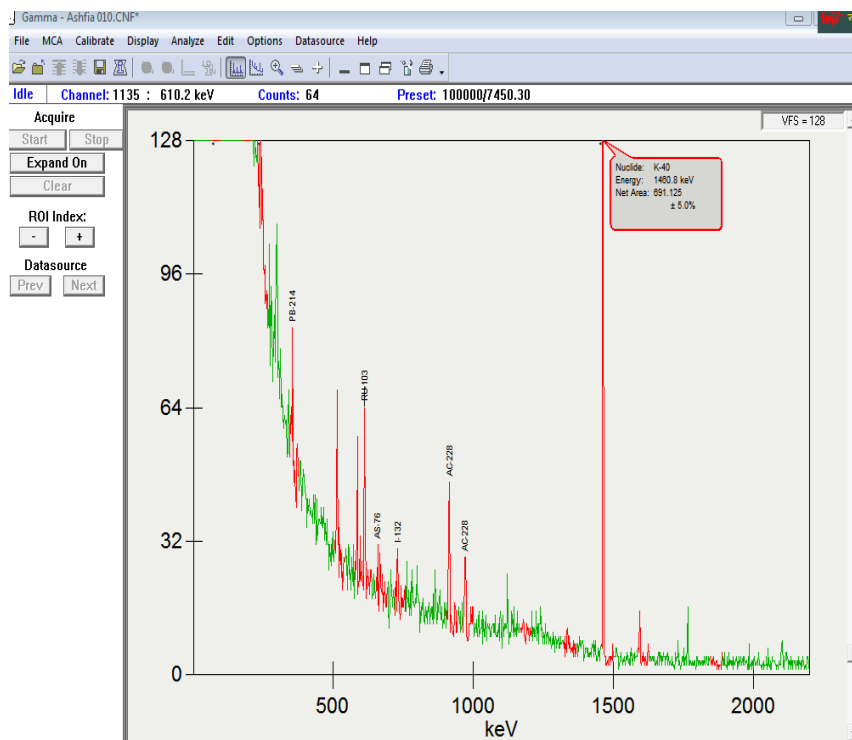 Gamma - Ashfia 010.CNF*
File MCA Calibrate Display Analyze Edit Options Datasource Help
Idle Channel: 1135 : 610.2 keV Counts: 64 Preset: 100000/7450.30
Acquire
Start Stop
Expand On
Clear
ROI Index:
- +
Datasource
Prev Next
VFS = 128
128
96
64
32
0
Nuclide: K-40
Energy: 1460.8 keV
Net Area: 691.125
± 5.0%
PB-214
RU-103
AS-76
I-132
AC-228
AC-228
500 1000 1500 2000
keV